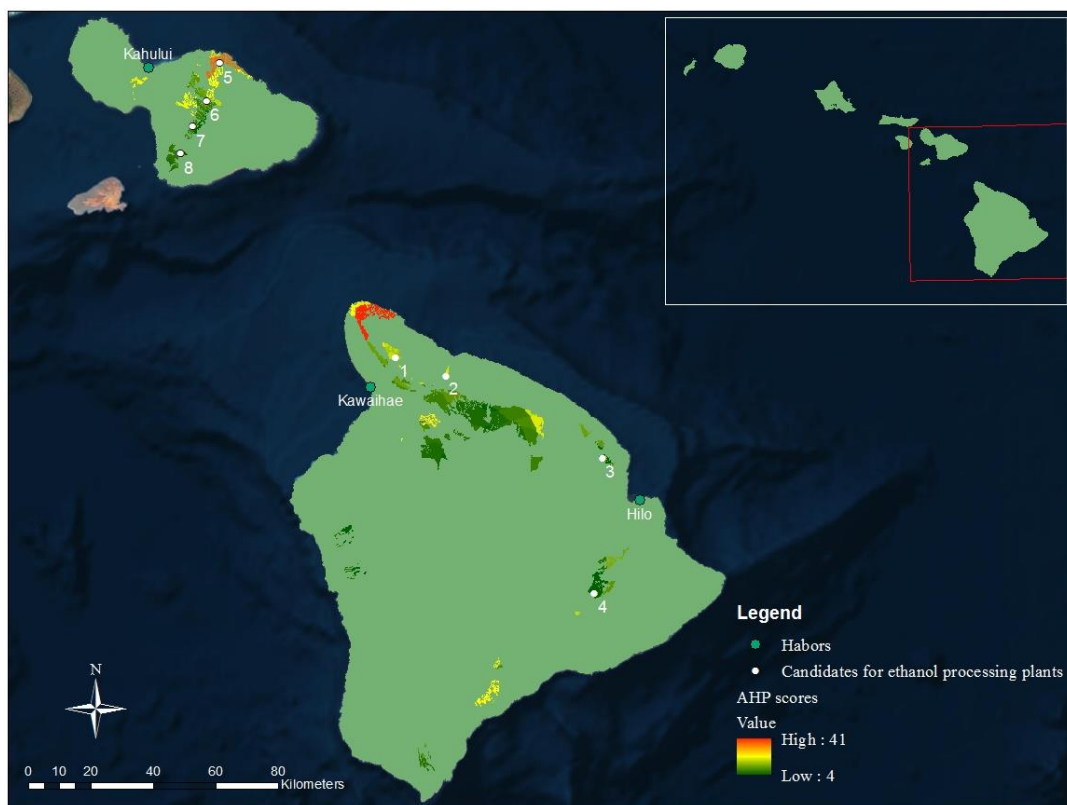 Kahului
5
6
7
8
1
2
Kawaihae
3
Hilo
4
Legend
Habors
Candidates for ethanol processing plants
AHP scores
Value
High : 41
Low : 4
N
0 10 20 40 60 80
Kilometers